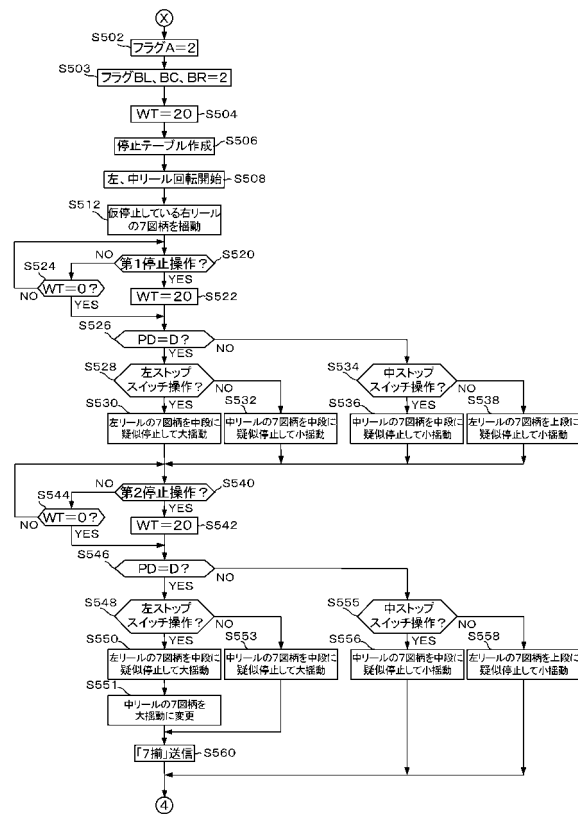 X
S502
フラグA=2
S503
フラグBL、BC、BR=2
WT=20
S504
停止テーブル作成
S506
左、中リール回転開始
S508
S512
仮停止している右リール
の7図柄を揺動
S524
NO
第1停止操作?
S520
WT=0?
NO
YES
YES
WT=20
S522
S526
PD=D?
NO
YES
S528
左ストップ
スイッチ操作?
NO
YES
S534
中ストップ
スイッチ操作?
NO
YES
S530
S532
S536
S538
左リールの7図柄を中段に
疑似停止して大揺動
中リールの7図柄を中段に
疑似停止して小揺動
中リールの7図柄を中段に
疑似停止して小揺動
左リールの7図柄を上段に
疑似停止して小揺動
S544
NO
第2停止操作?
S540
WT=0?
NO
YES
YES
WT=20
S542
S546
PD=D?
NO
YES
S548
左ストップ
スイッチ操作?
NO
YES
S555
中ストップ
スイッチ操作?
NO
YES
S550
S553
S556
S558
左リールの7図柄を中段に
疑似停止して大揺動
中リールの7図柄を中段に
疑似停止して大揺動
中リールの7図柄を中段に
疑似停止して小揺動
左リールの7図柄を上段に
疑似停止して小揺動
S551
中リールの7図柄を
大揺動に変更
「7揃」送信
S560
4